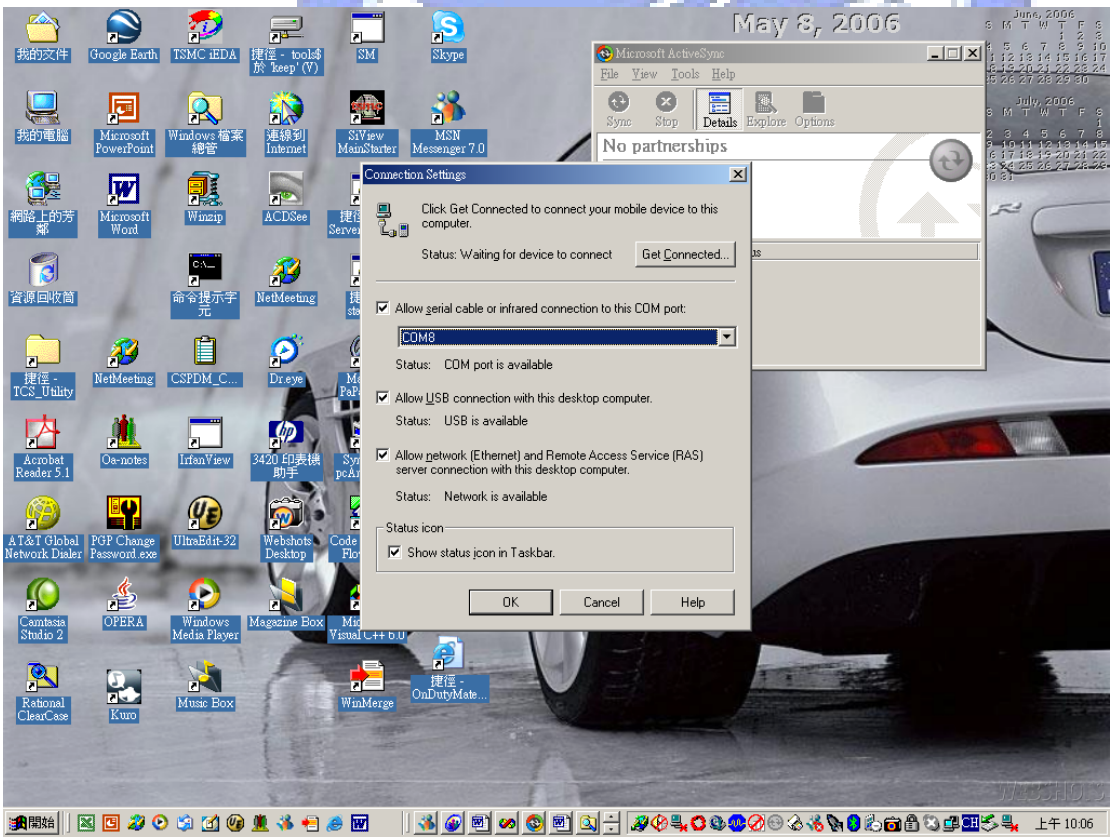 May 8, 2006
June, 2006
S M T W T F S
July, 2006
S M T W T F S
我的文件
Google Earth
TSMC iEDA
捷徑 - tools$
於 'keep' (V)
SM
Skype
我的電腦
Microsoft
PowerPoint
Windows 檔案
總管
連線到
Internet
SiView
MainStarter
MSN
Messenger 7.0
網路上的芳
鄰
Microsoft
Word
Winzip
ACDSee
資源回收筒
命令提示字
元
NetMeeting
捷徑 -
TCS_Utility
NetMeeting
CSPDM_C...
Dr.eye
Acrobat
Reader 5.1
Oa-notes
IrfanView
3420 印表機
助手
AT&T Global
Network Dialer
PGP Change
Password.exe
UltraEdit-32
Webshots
Desktop
Camtasia
Studio 2
OPERA
Windows
Media Player
Magazine Box
Visual C++ 6.0
Rational
ClearCase
Kuro
Music Box
WinMerge
捷徑 -
OnDutyMate...
Microsoft ActiveSync
File View Tools Help
Sync Stop Details Explore Options
No partnerships
Connection Settings
Click Get Connected to connect your mobile device to this
computer.
Status: Waiting for device to connect
Get Connected...
Allow serial cable or infrared connection to this COM port:
COM8
Status: COM port is available
Allow USB connection with this desktop computer.
Status: USB is available
Allow network (Ethernet) and Remote Access Service (RAS)
server connection with this desktop computer.
Status: Network is available
Status icon
Show status icon in Taskbar.
OK Cancel Help
WEBSHOTS
開始
CH
上午 10:06